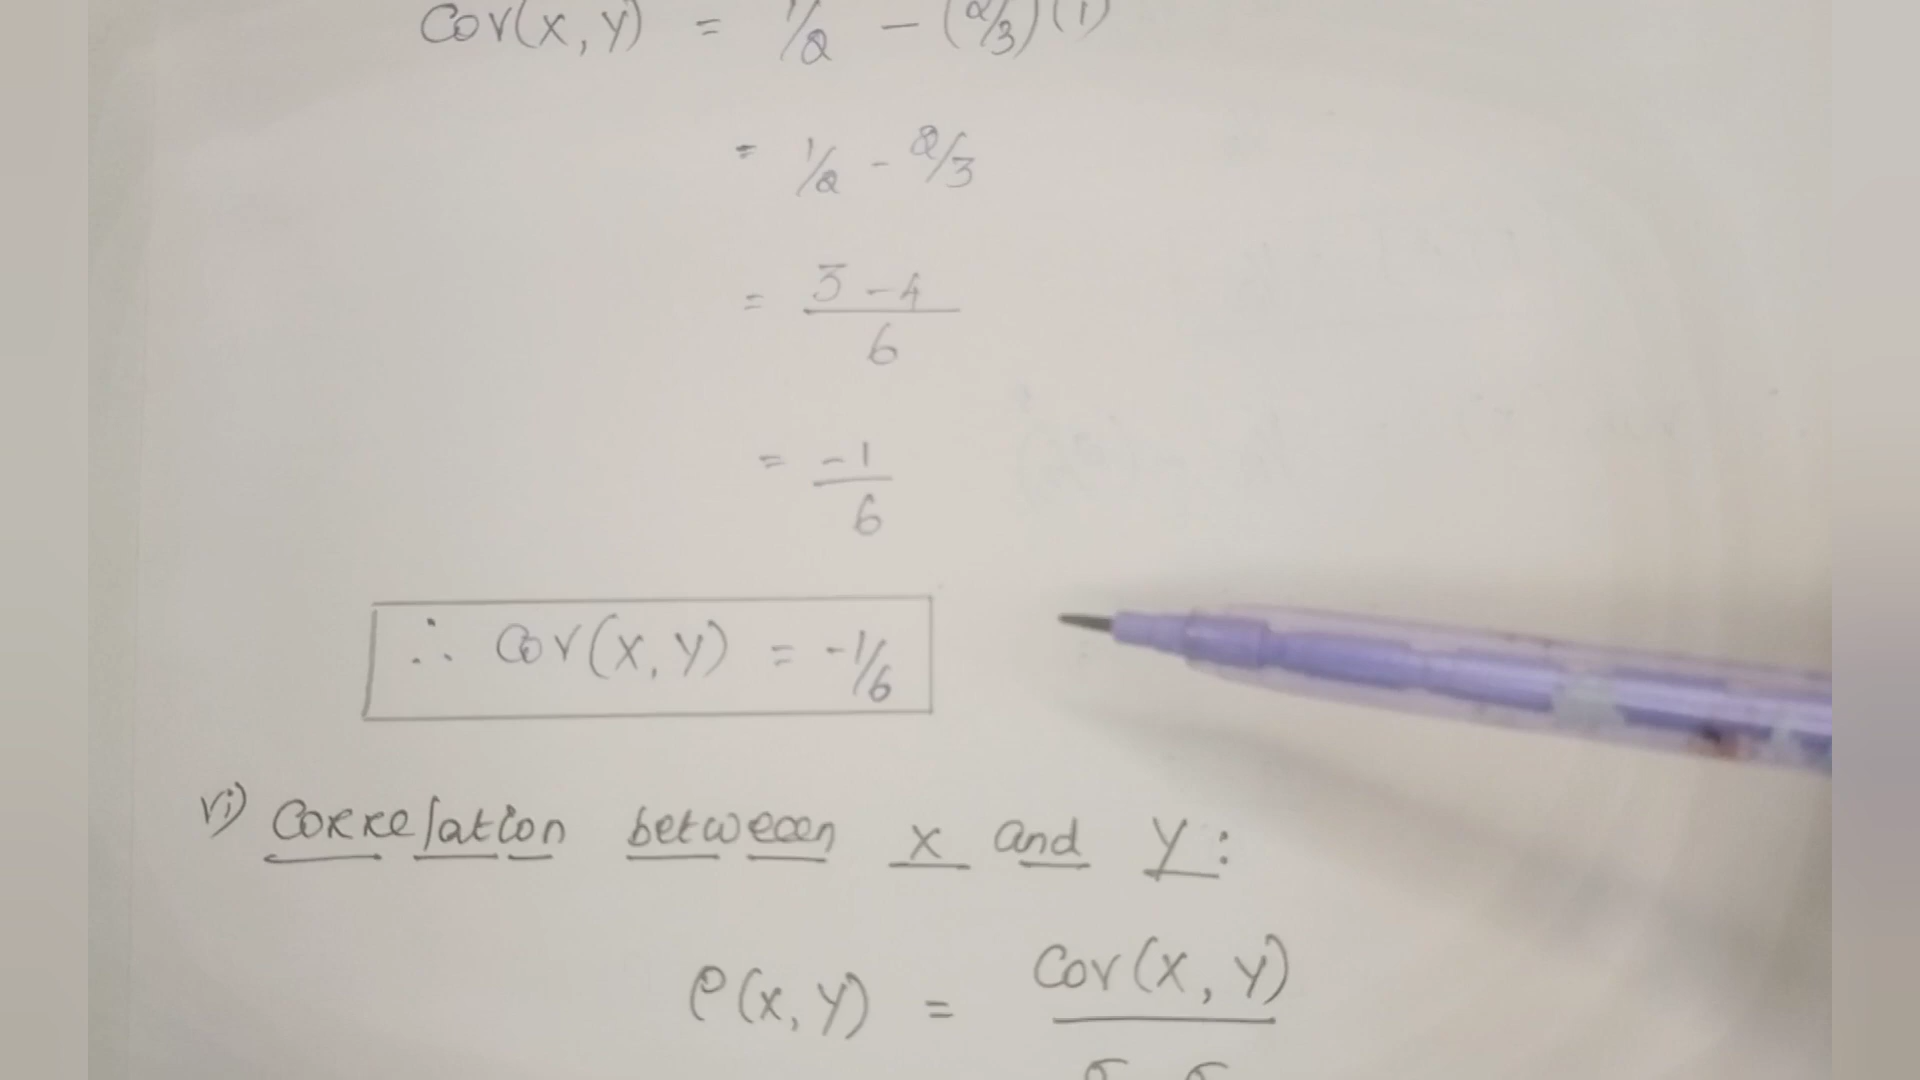 Cov(X, Y) = 1/2 - (2/3)(1)
= 1/2 - 2/3
= 3 - 4 / 6
= -1 / 6
∴ Cov(X, Y) = -1/6
vi) Correlation between X and Y:
ρ(X, Y) = Cov(X, Y)
σ σ